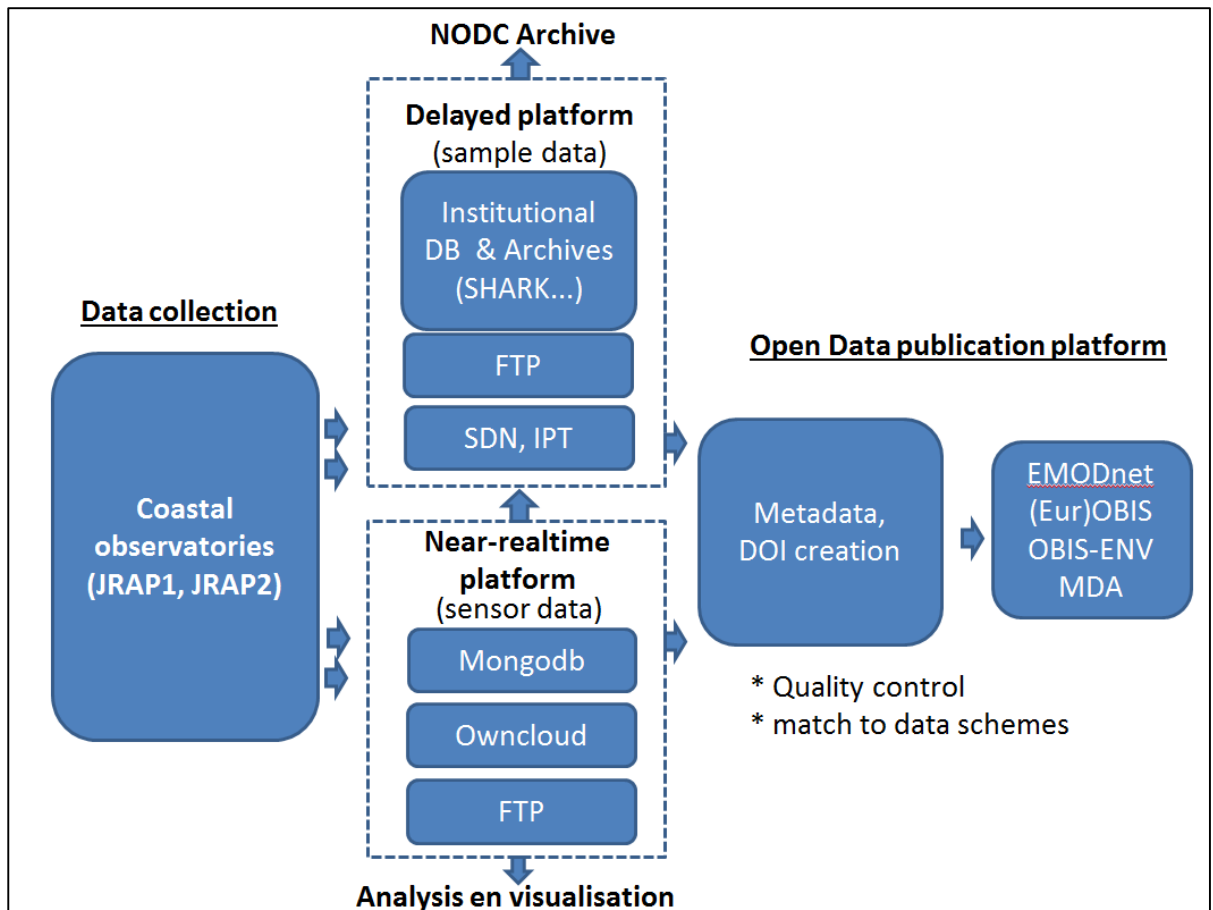 NODC Archive
Delayed platform
(sample data)
Institutional
DB & Archives
(SHARK...)
FTP
SDN, IPT
Data collection
Coastal
observatories
(JRAP1, JRAP2)
Near-realtime
platform
(sensor data)
Mongodb
Owncloud
FTP
Analysis en visualisation
Open Data publication platform
Metadata,
DOI creation
* Quality control
* match to data schemes
EMODnet
(Eur)OBIS
OBIS-ENV
MDA